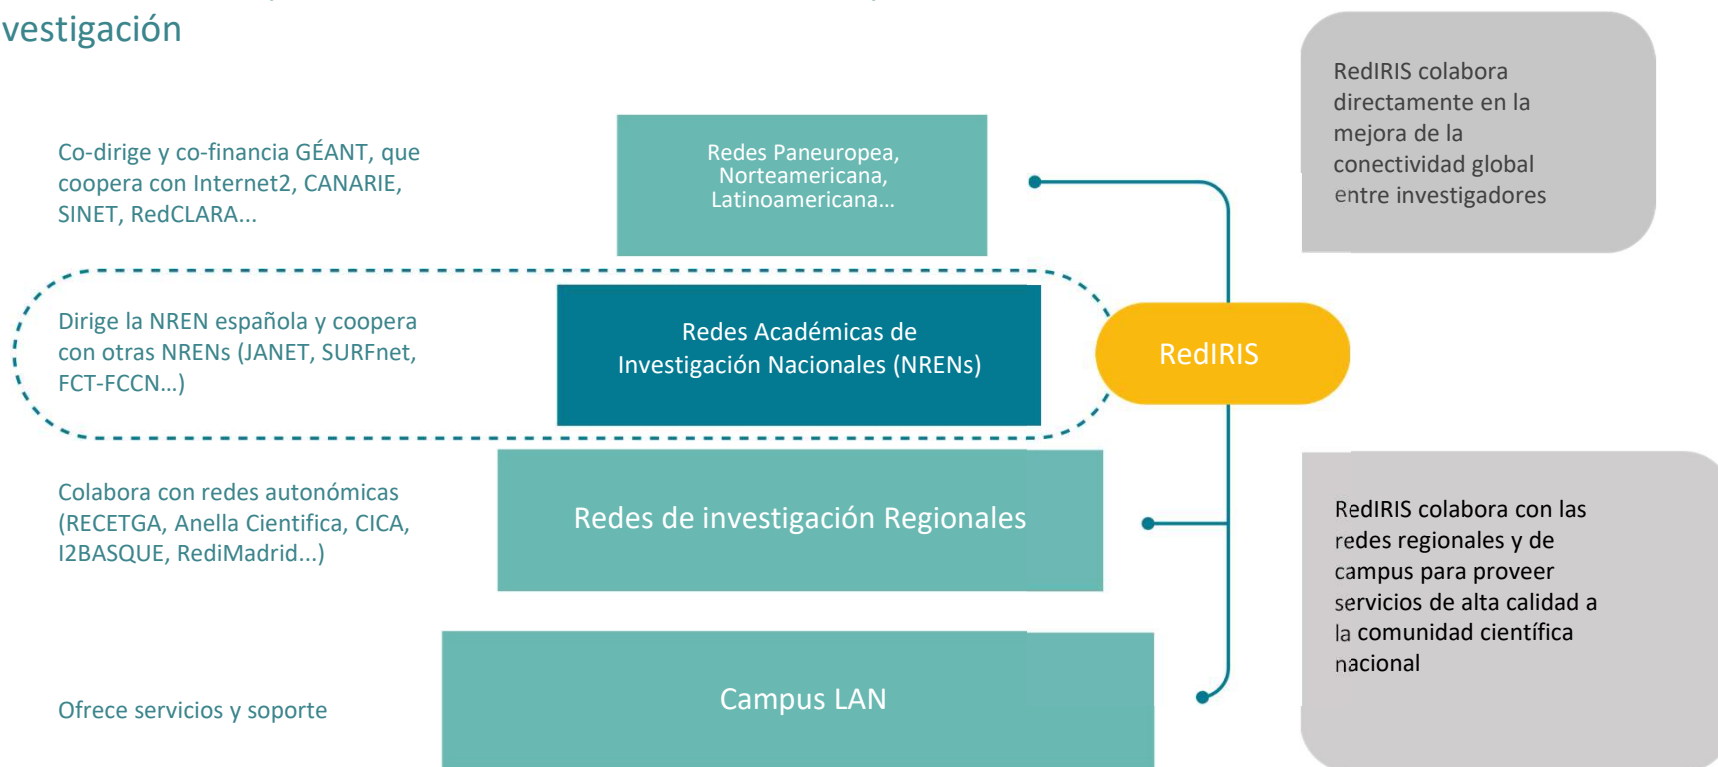 vestigación
RedIRIS colabora
directamente en la
mejora de la
conectividad global
entre investigadores
Co-dirige y co-financia GÉANT, que
coopera con Internet2, CANARIE,
SINET, RedCLARA...
Redes Paneuropea,
Norteamericana,
Latinoamericana...
Dirige la NREN española y coopera
con otras NRENs (JANET, SURFnet,
FCT-FCCN...)
Redes Académicas de
Investigación Nacionales (NRENs)
RedIRIS
Colabora con redes autonómicas
(RECETGA, Anella Cientifica, CICA,
I2BASQUE, RediMadrid...)
Redes de investigación Regionales
RedIRIS colabora con las
redes regionales y de
campus para proveer
servicios de alta calidad a
la comunidad científica
nacional
Ofrece servicios y soporte
Campus LAN